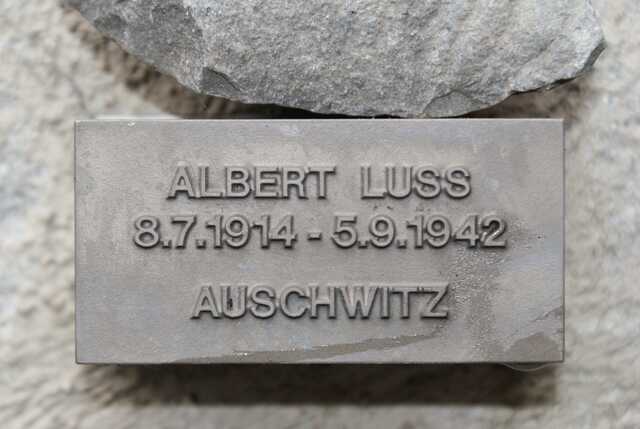 ALBERT LUSS
8.7.1914 - 5.9.1942
AUSCHWITZ